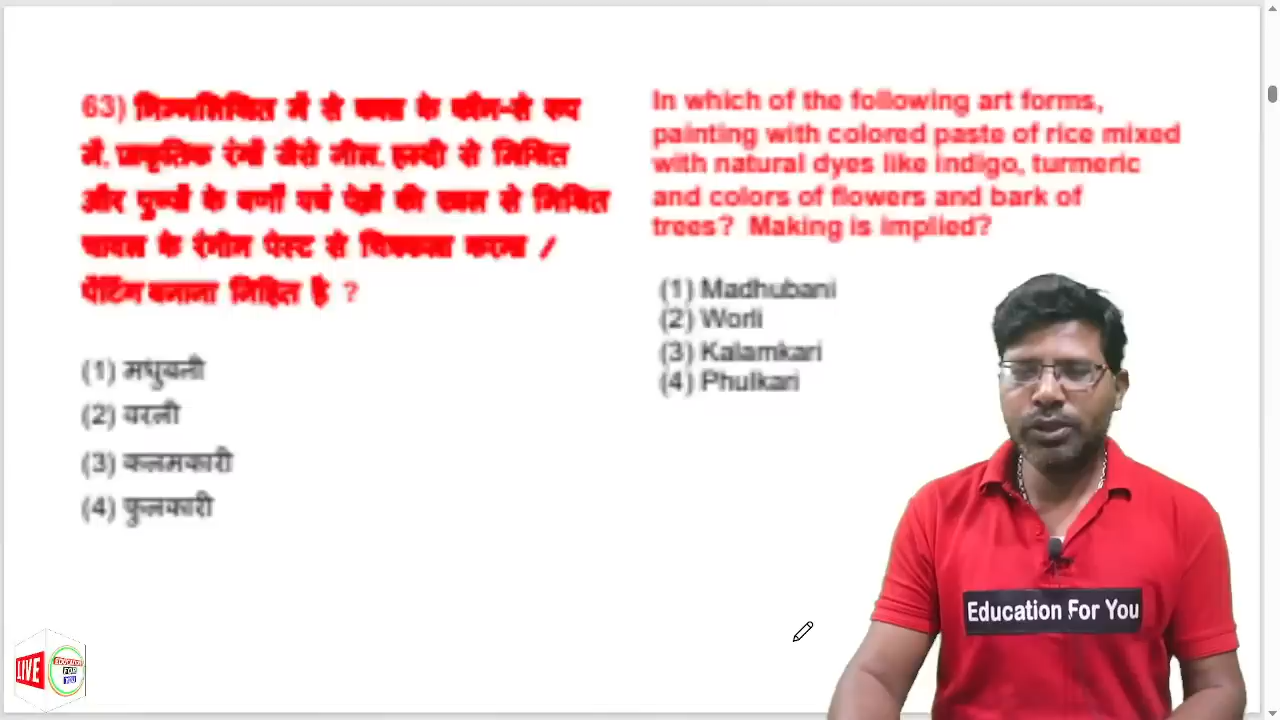 63) निम्नलिखित में से कला के कौन-से रूप
में, प्राकृतिक रंगों जैसे नील, हल्दी से मिश्रित
और पुष्पों के वर्णों एवं पेड़ों की छाल से मिश्रित
चावल के रंगीन पेस्ट से चित्रकला करना /
पेंटिंग बनाना निहित है ?
(1) मधुबनी
(2) वरली
(3) कलमकारी
(4) फुलकारी
In which of the following art forms,
painting with colored paste of rice mixed
with natural dyes like indigo, turmeric
and colors of flowers and bark of
trees? Making is implied?
(1) Madhubani
(2) Worli
(3) Kalamkari
(4) Phulkari
Education For You
LIVE
EDUCATION
FOR
YOU